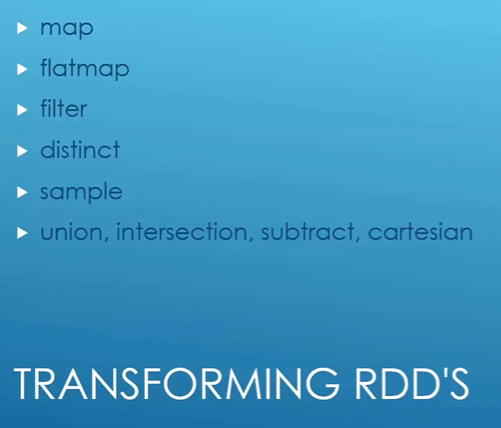 map
flatmap
filter
distinct
sample
union, intersection, subtract, cartesian
TRANSFORMING RDD'S